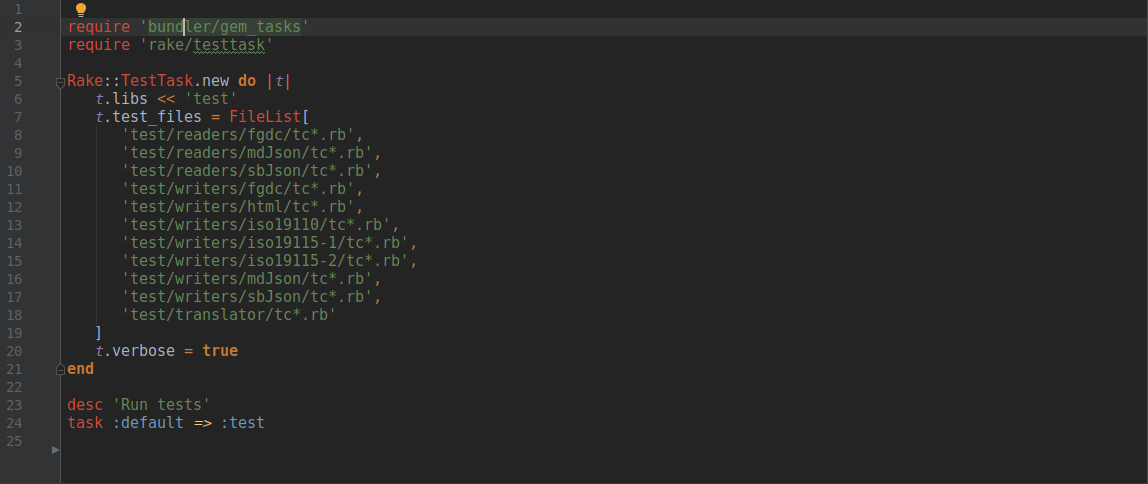 1
2 require 'bundler/gem_tasks'
3 require 'rake/testtask'
4
5 Rake::TestTask.new do |t|
6    t.libs << 'test'
7    t.test_files = FileList[
8       'test/readers/fgdc/tc*.rb',
9       'test/readers/mdJson/tc*.rb',
10       'test/readers/sbJson/tc*.rb',
11       'test/writers/fgdc/tc*.rb',
12       'test/writers/html/tc*.rb',
13       'test/writers/iso19110/tc*.rb',
14       'test/writers/iso19115-1/tc*.rb',
15       'test/writers/iso19115-2/tc*.rb',
16       'test/writers/mdJson/tc*.rb',
17       'test/writers/sbJson/tc*.rb',
18       'test/translator/tc*.rb'
19    ]
20    t.verbose = true
21 end
22
23 desc 'Run tests'
24 task :default => :test
25